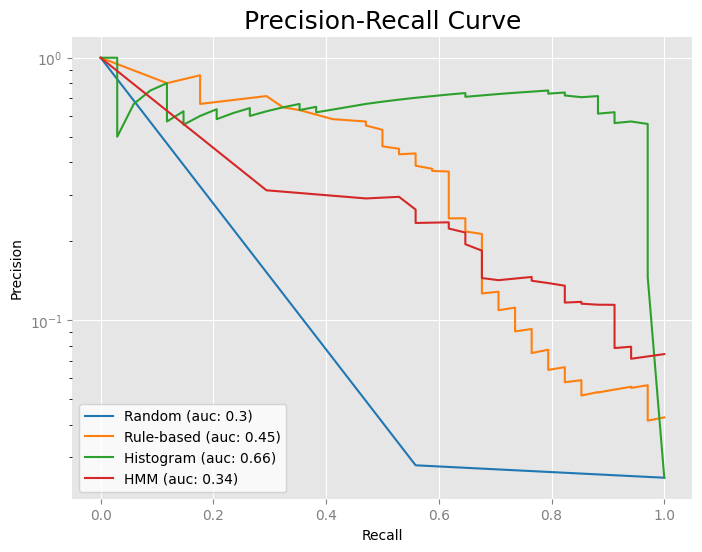 Precision-Recall Curve
10⁰
10⁻¹
Precision
Random (auc: 0.3)
Rule-based (auc: 0.45)
Histogram (auc: 0.66)
HMM (auc: 0.34)
0.0 0.2 0.4 0.6 0.8 1.0
Recall